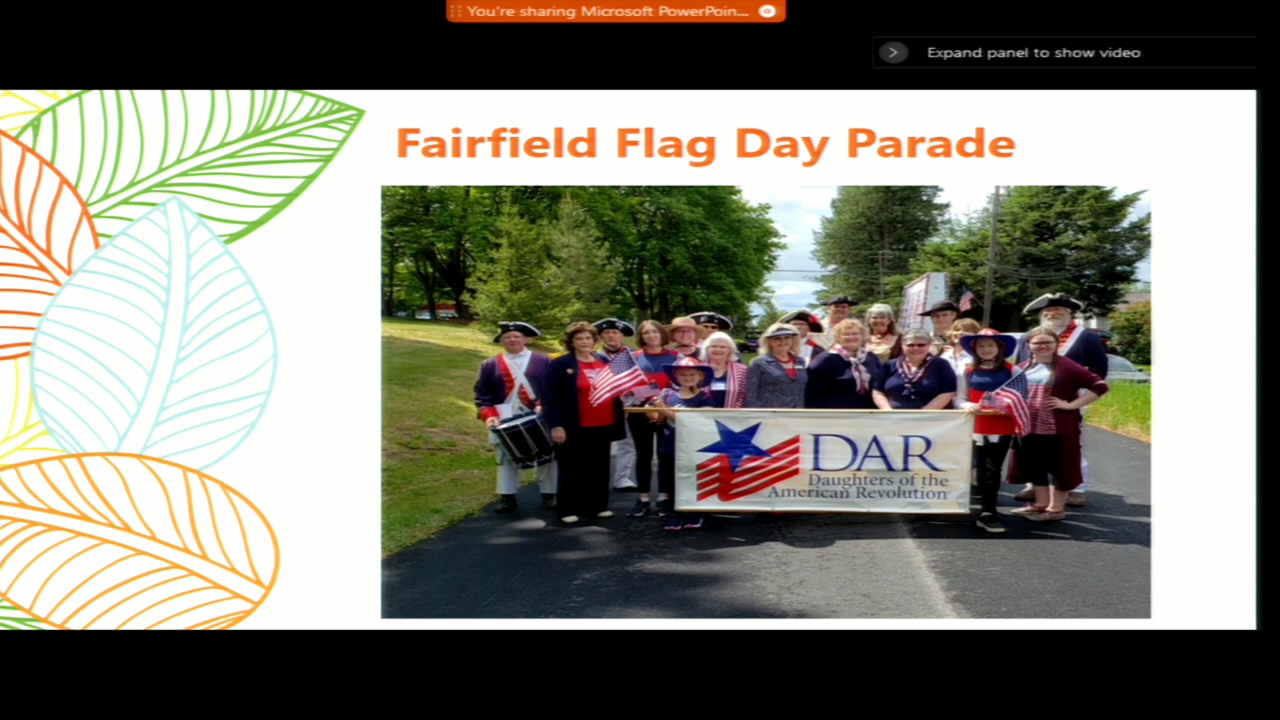 You're sharing Microsoft PowerPoin...
Expand panel to show video
Fairfield Flag Day Parade
DAR
Daughters of the
American Revolution